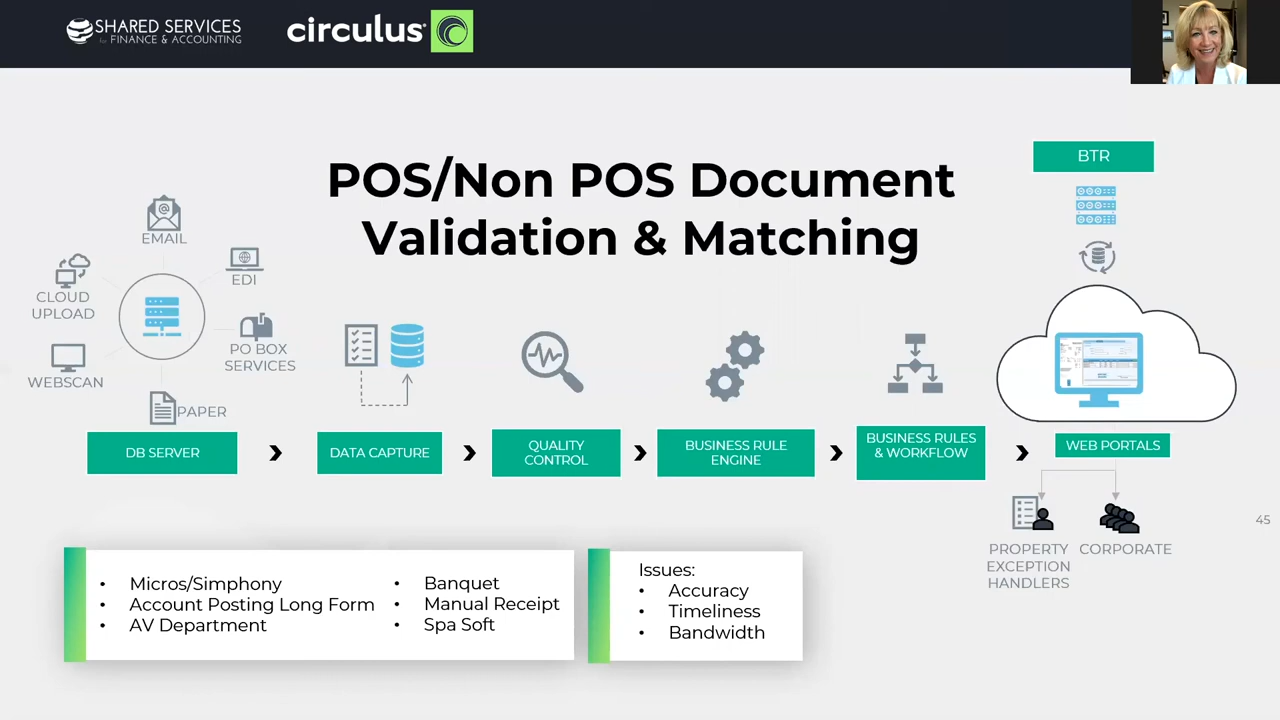 SHARED SERVICES
for FINANCE & ACCOUNTING
circulus
POS/Non POS Document
Validation & Matching
EMAIL
EDI
CLOUD
UPLOAD
PO BOX
SERVICES
WEBSCAN
PAPER
BTR
DB SERVER
DATA CAPTURE
QUALITY
CONTROL
BUSINESS RULE
ENGINE
BUSINESS RULES
& WORKFLOW
WEB PORTALS
PROPERTY
EXCEPTION
HANDLERS
CORPORATE
45
• Micros/Simphony
• Account Posting Long Form
• AV Department
• Banquet
• Manual Receipt
• Spa Soft
Issues:
• Accuracy
• Timeliness
• Bandwidth